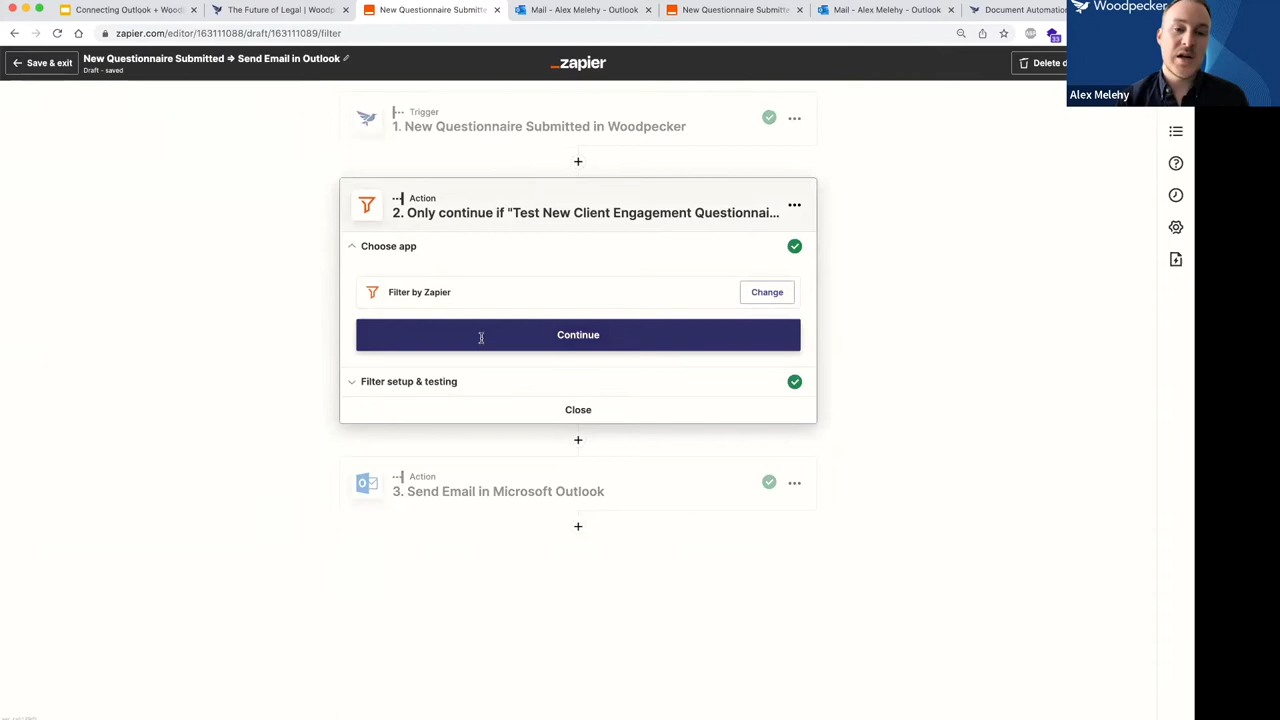 Connecting Outlook + Woodp
The Future of Legal | Woodp
New Questionnaire Submitte
Mail - Alex Melehy - Outlook
New Questionnaire Submitte
Mail - Alex Melehy - Outlook
Document Automation
zapier.com/editor/163111088/draft/163111089/filter
Woodpecker
Alex Melehy
Save & exit
New Questionnaire Submitted => Send Email in Outlook
Draft - saved
zapier
Delete d
Trigger
1. New Questionnaire Submitted in Woodpecker
Action
2. Only continue if "Test New Client Engagement Questionnai...
Choose app
Filter by Zapier
Change
Continue
Filter setup & testing
Close
Action
3. Send Email in Microsoft Outlook